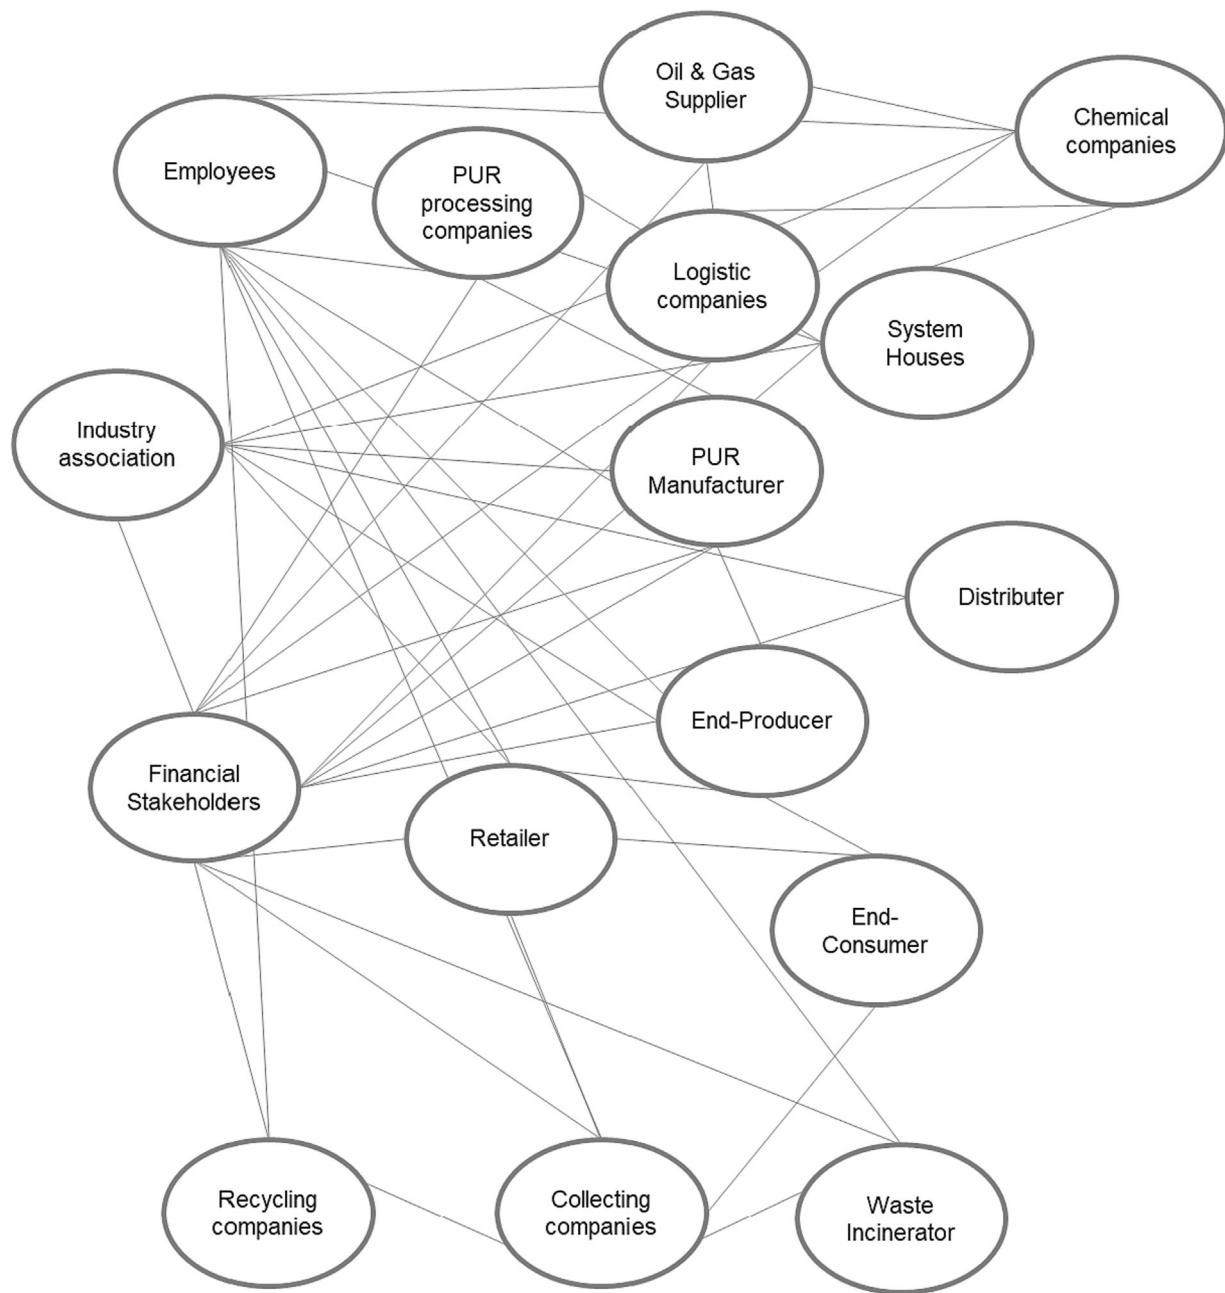 Oil & Gas
Supplier
Chemical
companies
Employees
PUR
processing
companies
Logistic
companies
System
Houses
Industry
association
PUR
Manufacturer
Distributer
End-Producer
Financial
Stakeholders
Retailer
End-
Consumer
Recycling
companies
Collecting
companies
Waste
Incinerator